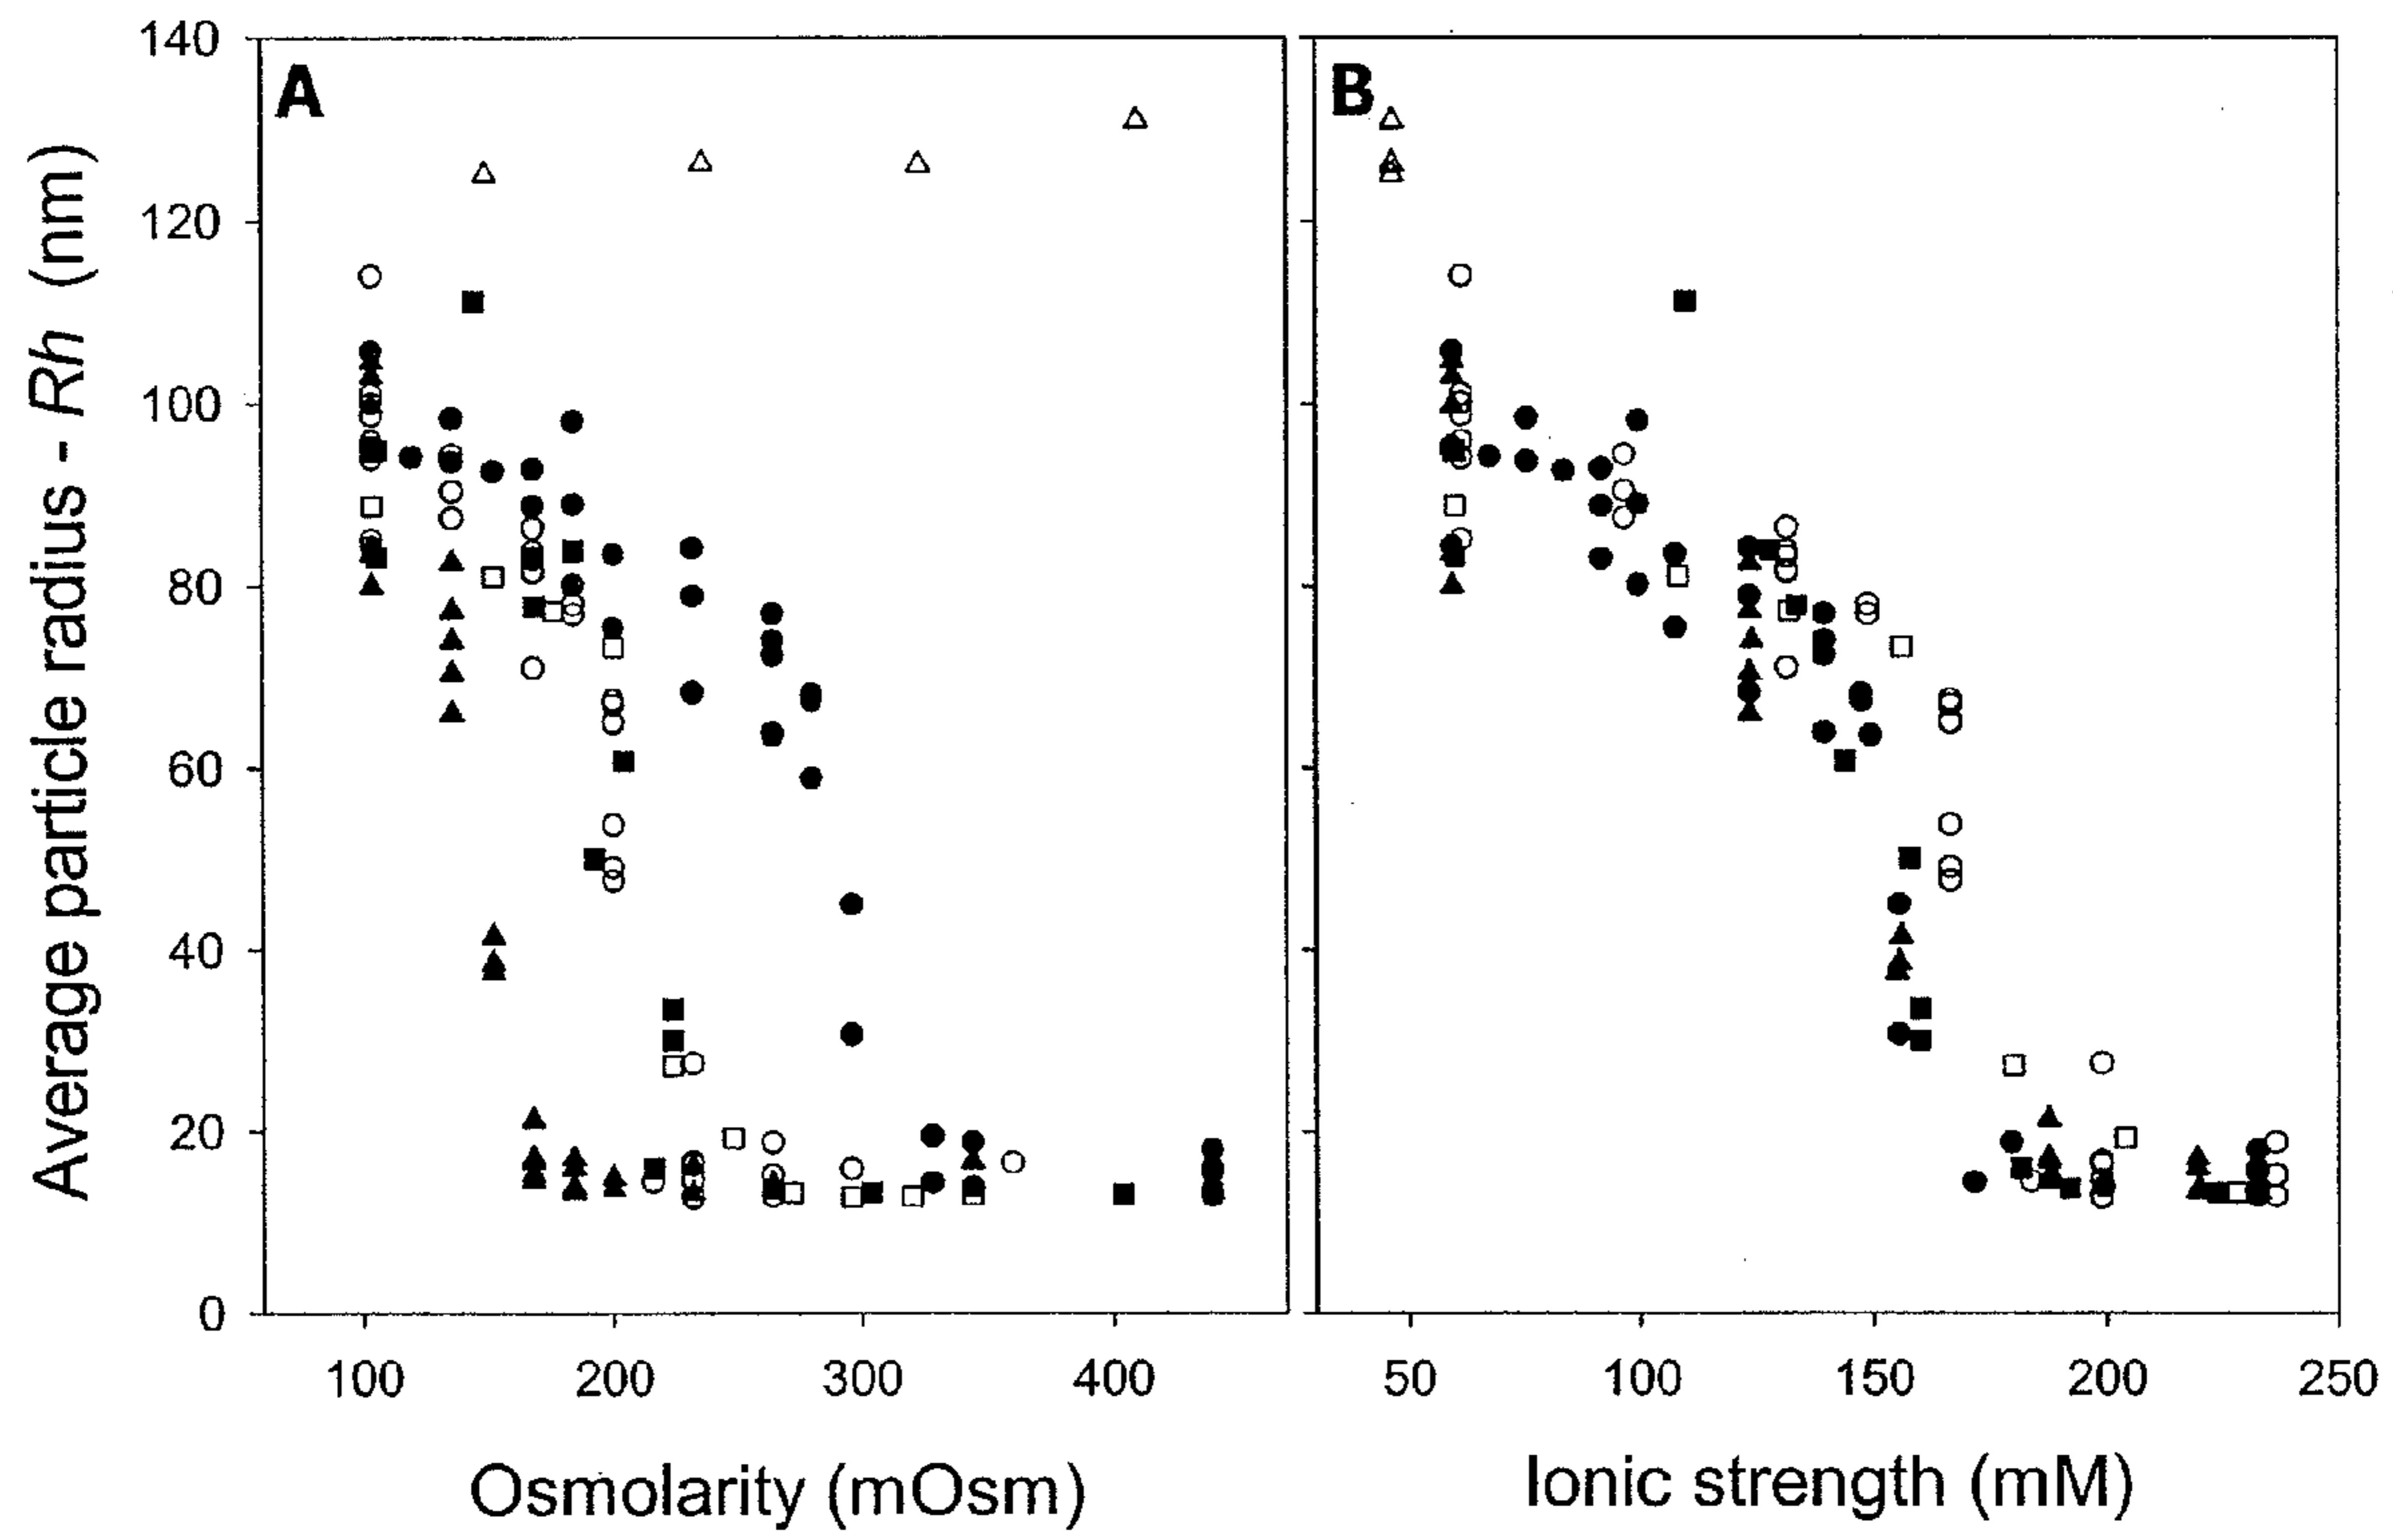 A
B
140
120
100
80
60
40
20
0
Average particle radius - Rh (nm)
100 200 300 400
50 100 150 200 250
Osmolarity (mOsm)
Ionic strength (mM)